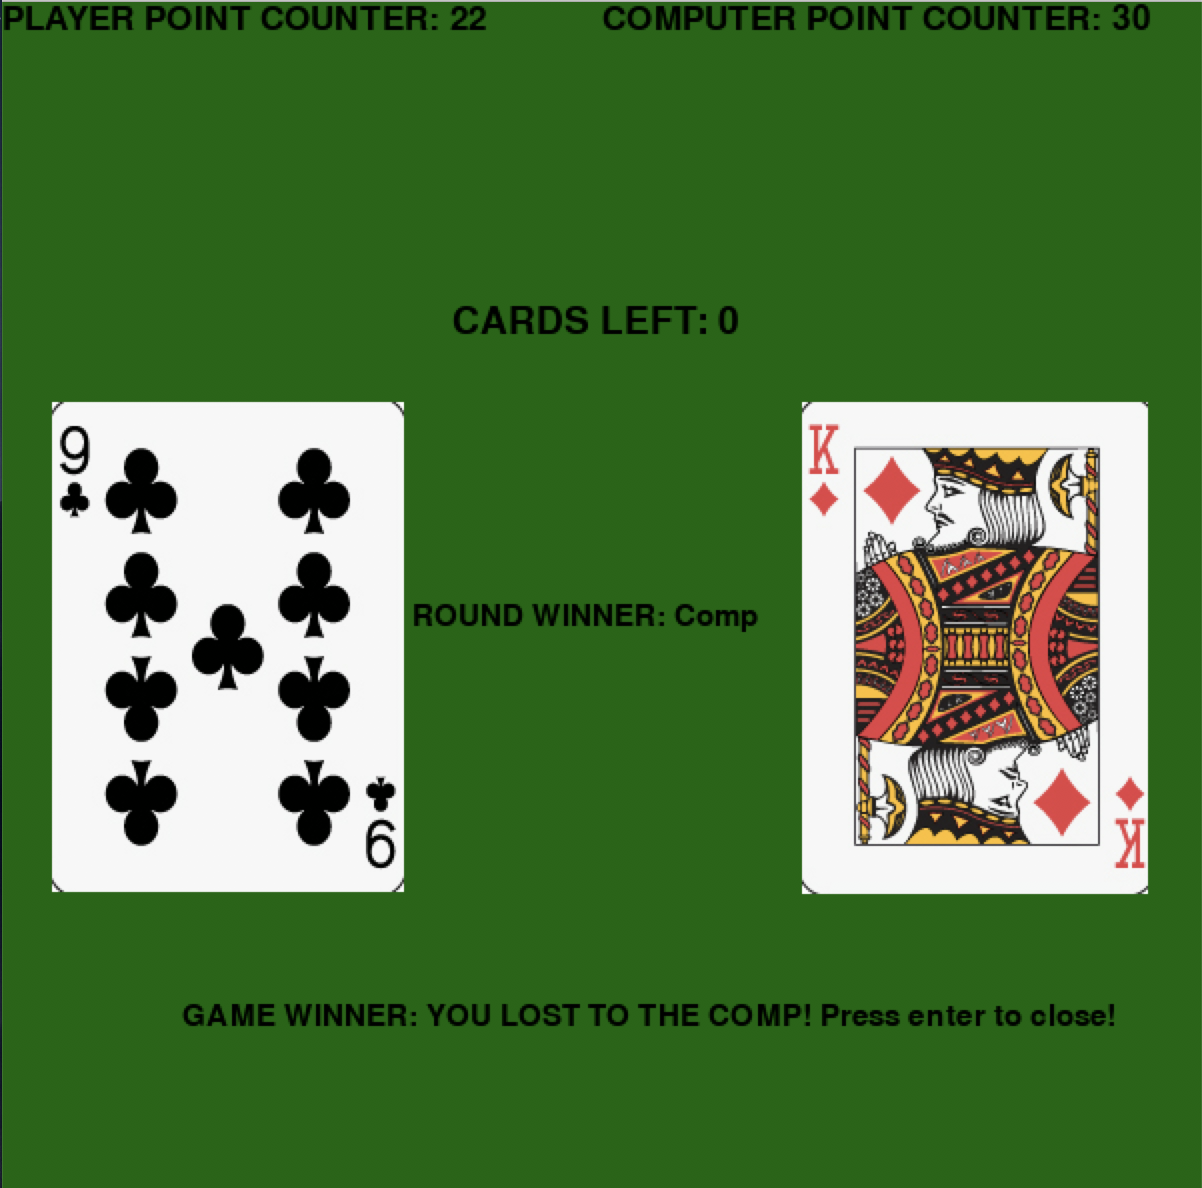 PLAYER POINT COUNTER: 22
COMPUTER POINT COUNTER: 30
CARDS LEFT: 0
9
K
ROUND WINNER: Comp
9
K
GAME WINNER: YOU LOST TO THE COMP! Press enter to close!